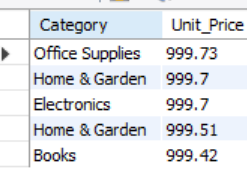 Category Unit_Price
Office Supplies 999.73
Home & Garden 999.7
Electronics 999.7
Home & Garden 999.51
Books 999.42